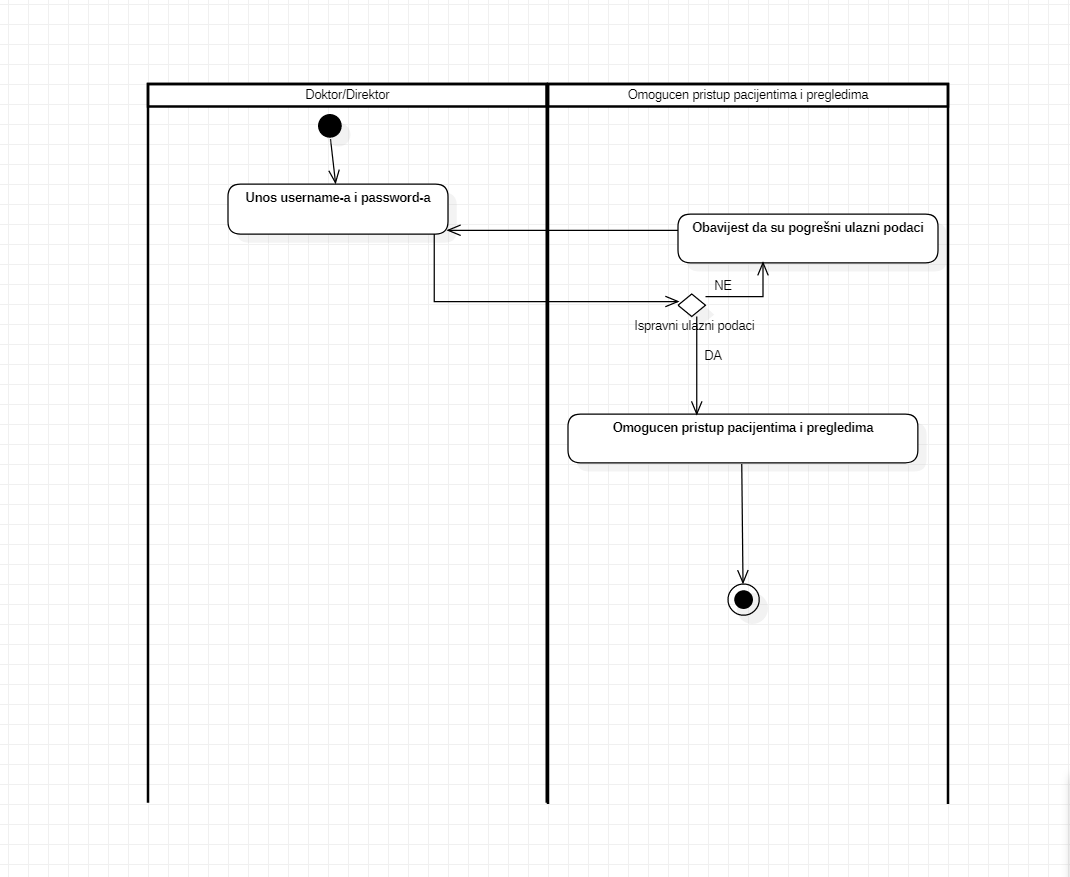 Doktor/Direktor
Omogucen pristup pacijentima i pregledima
Unos username-a i password-a
Obavijest da su pogrešni ulazni podaci
NE
Ispravni ulazni podaci
DA
Omogucen pristup pacijentima i pregledima